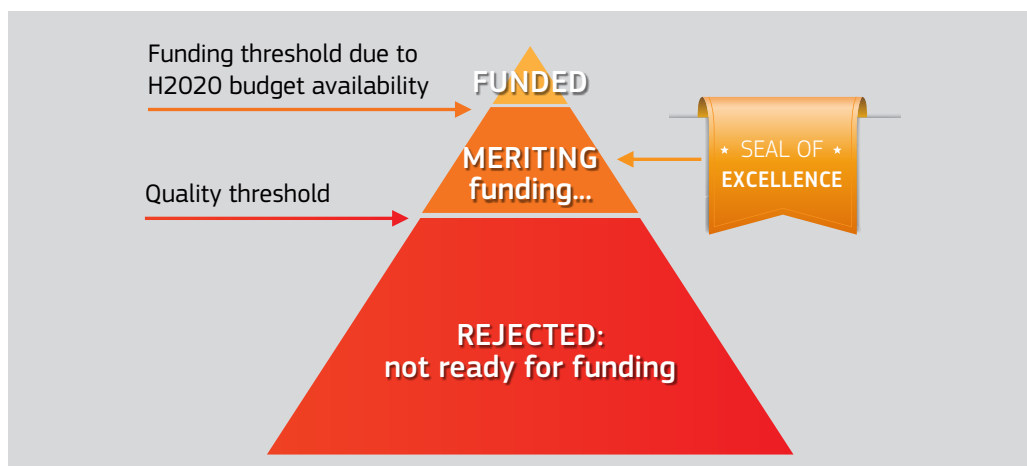 Funding threshold due to
H2020 budget availability
FUNDED
MERITING
funding...
★ SEAL OF ★
EXCELLENCE
Quality threshold
REJECTED:
not ready for funding